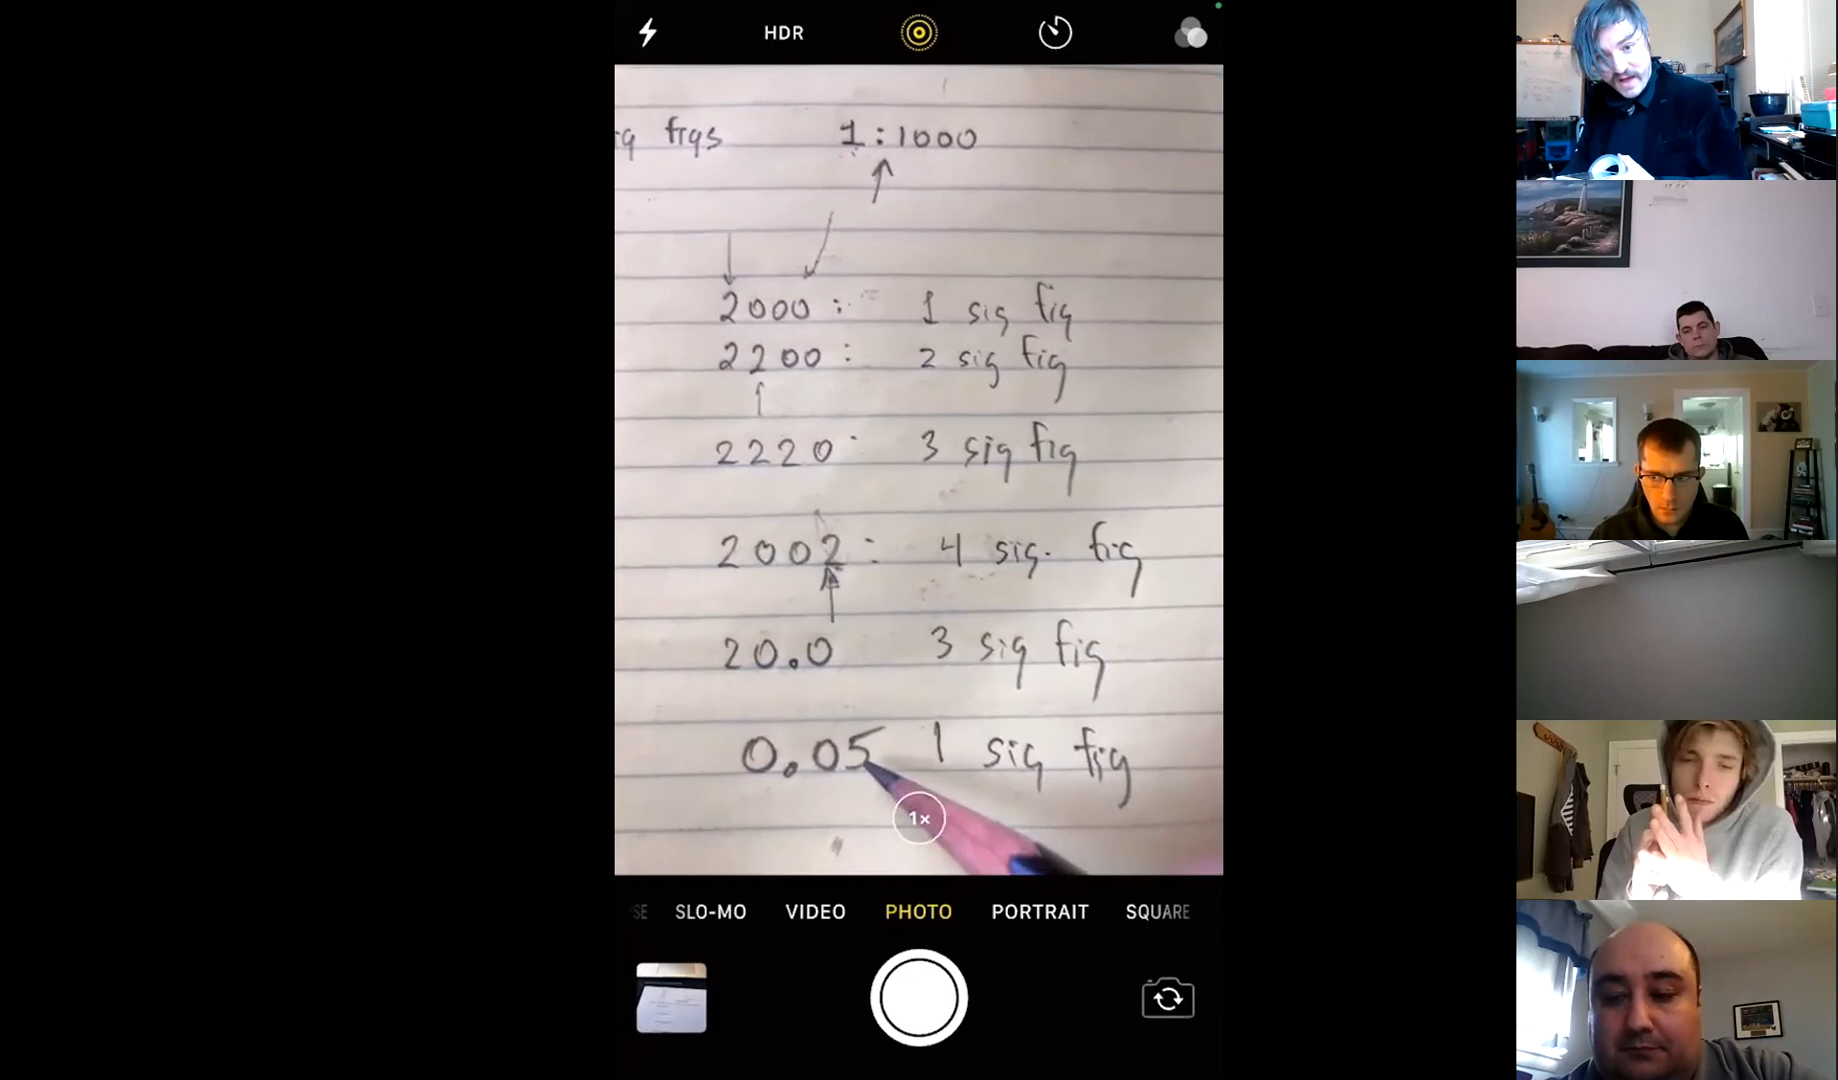 HDR
figs 1:1000
2000: 1 sig fig
2200: 2 sig fig
2220: 3 sig fig
2002: 4 sig. fig
20.0 3 sig fig
0.05 1 sig fig
1×
SLO-MO VIDEO PHOTO PORTRAIT SQUARE